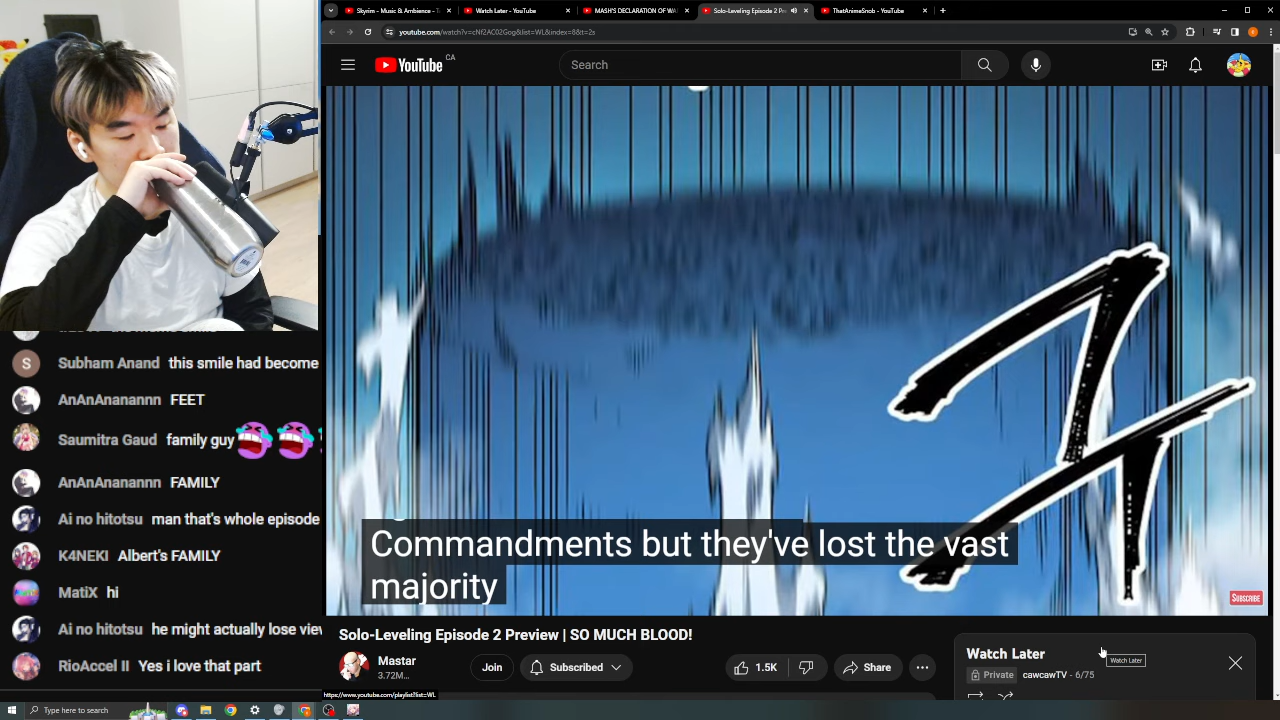 Skyrim - Music & Ambience - T
Watch Later - YouTube
MASH'S DECLARATION OF WA
Solo-Leveling Episode 2 Pr
ThatAnimeSnob - YouTube
youtube.com/watch?v=cNf2AC02Gog&list=WL&index=8&t=2s
YouTube CA
Search
Commandments but they've lost the vast
majority
SUBSCRIBE
Subham Anand this smile had become
AnAnAnanannn FEET
Saumitra Gaud family guy
AnAnAnanannn FAMILY
Ai no hitotsu man that's whole episode
K4NEKI Albert's FAMILY
MatiX hi
Ai no hitotsu he might actually lose view
RioAccel II Yes i love that part
Solo-Leveling Episode 2 Preview | SO MUCH BLOOD!
Mastar
3.72M...
Join
Subscribed
1.5K
Share
Watch Later
Private cawcawTV - 6/75
Watch Later
https://www.youtube.com/playlist?list=WL
Type here to search